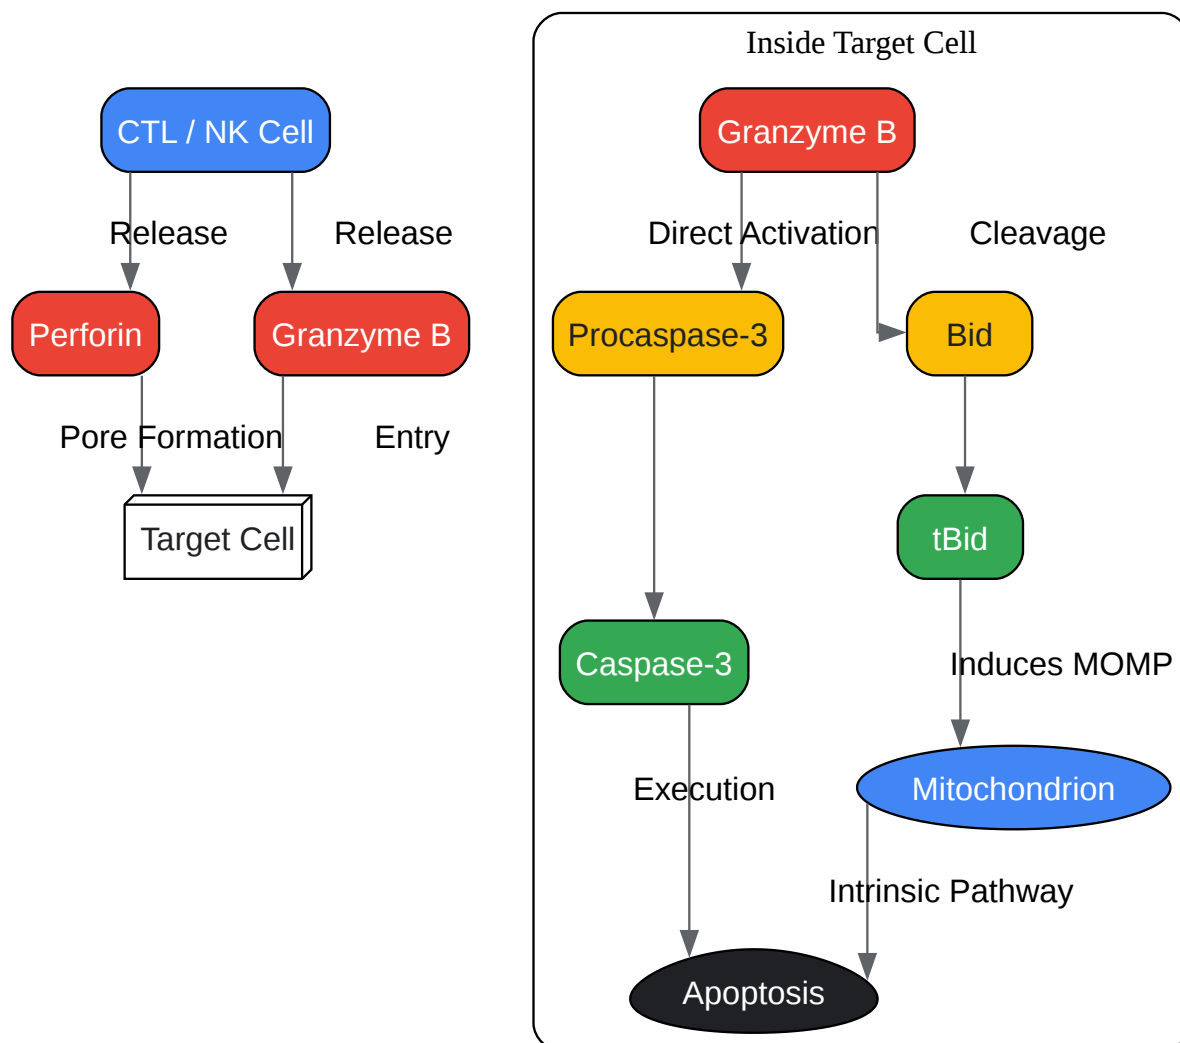 Inside Target Cell
CTL / NK Cell
Granzyme B
Release
Release
Direct Activation
Cleavage
Perforin
Granzyme B
Procaspase-3
Bid
Pore Formation
Entry
Target Cell
tBid
Caspase-3
Induces MOMP
Execution
Mitochondrion
Intrinsic Pathway
Apoptosis